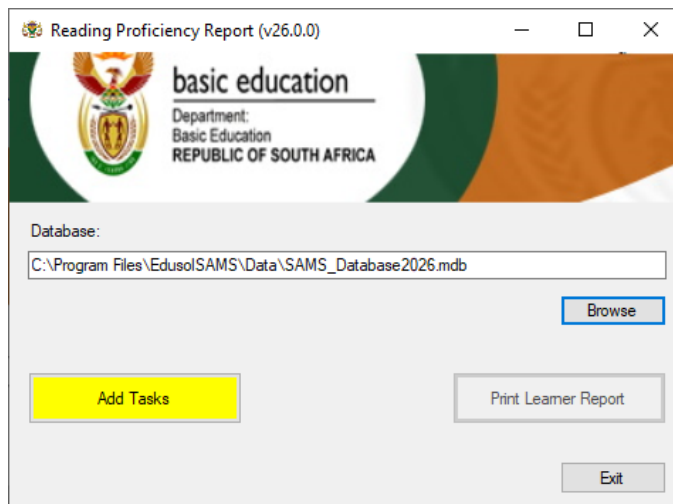 Reading Proficiency Report (v26.0.0)
basic education
Department:
Basic Education
REPUBLIC OF SOUTH AFRICA
Database:
C:\Program Files\EdusolSAMS\Data\SAMS_Database2026.mdb
Browse
Add Tasks
Print Learner Report
Exit